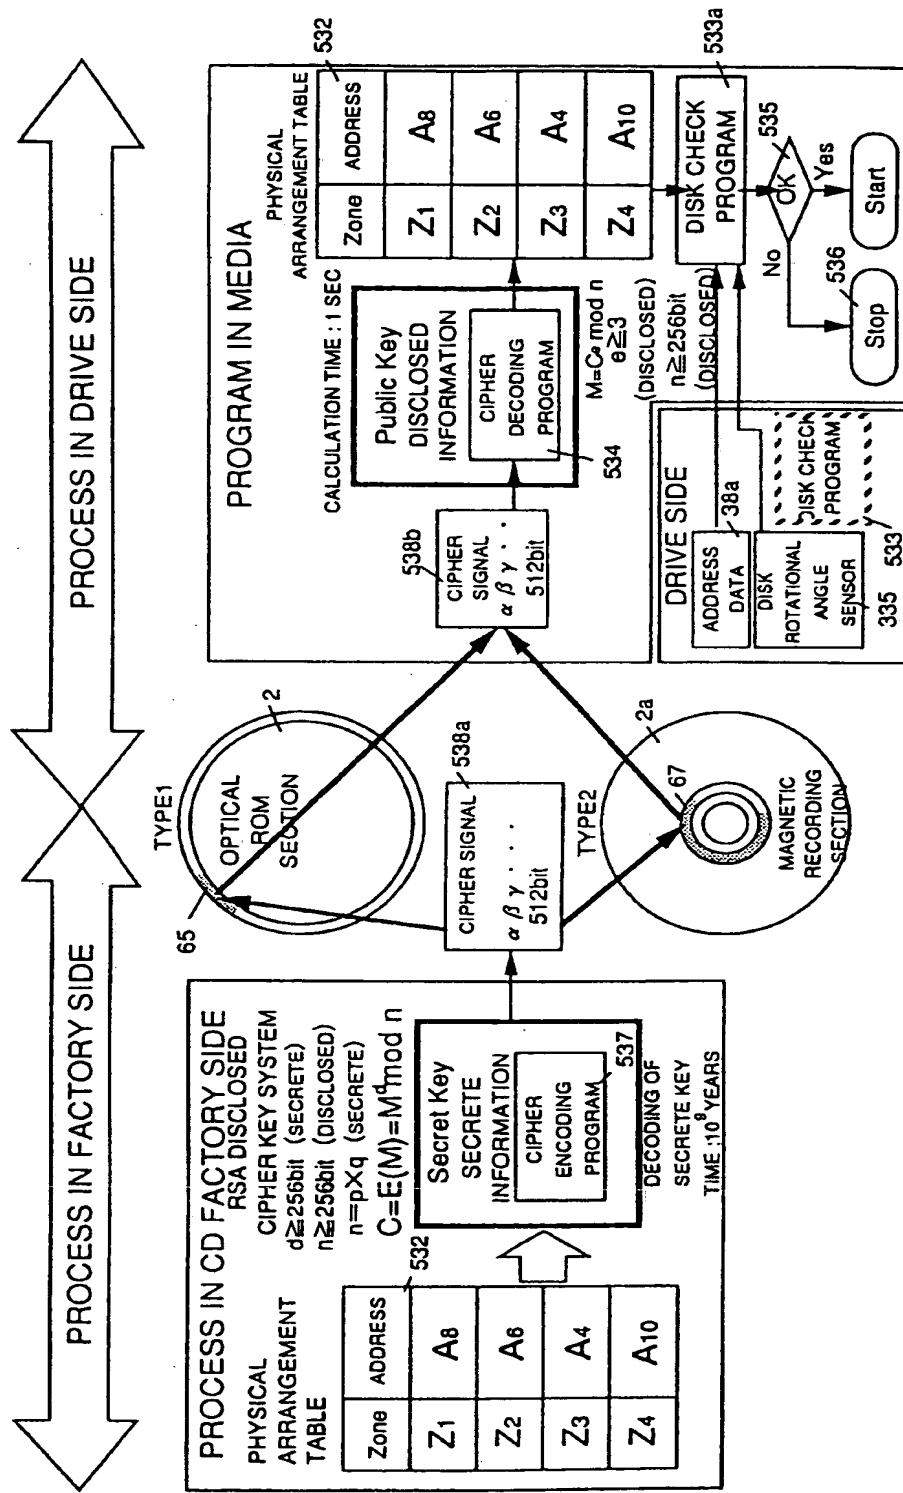 PROCESS IN FACTORY SIDE
PROCESS IN DRIVE SIDE
PROCESS IN CD FACTORY SIDE
RSA DISCLOSED
CIPHER KEY SYSTEM
d≧256bit (SECRETE)
n≧256bit (DISCLOSED)
n=pXq (SECRETE)
C=E(M)=M^d mod n
PHYSICAL
ARRANGEMENT
TABLE
532
Zone ADDRESS
Z1 A8
Z2 A6
Z3 A4
Z4 A10
Secret Key
SECRETE
INFORMATION
CIPHER
ENCODING
PROGRAM
537
DECODING OF
SECRETE KEY
TIME :10^9 YEARS
TYPE1
65
2
OPTICAL
ROM
SECTION
538a
CIPHER SIGNAL
α β γ · · · ·
512bit
TYPE2
2a
67
MAGNETIC
RECORDING
SECTION
PROGRAM IN MEDIA
538b
CIPHER
SIGNAL
α β γ · ·
512bit
CALCULATION TIME : 1 SEC
Public Key
DISCLOSED
INFORMATION
CIPHER
DECODING
PROGRAM
534
M=C^e mod n
e≧3
(DISCLOSED)
n≧256bit
(DISCLOSED)
PHYSICAL
ARRANGEMENT TABLE
532
Zone ADDRESS
Z1 A8
Z2 A6
Z3 A4
Z4 A10
DISK CHECK
PROGRAM
533a
OK
535
No
Yes
Stop
536
Start
DRIVE SIDE
ADDRESS
DATA
38a
DISK
ROTATIONAL
ANGLE
SENSOR
335
DISK CHECK
PROGRAM
533